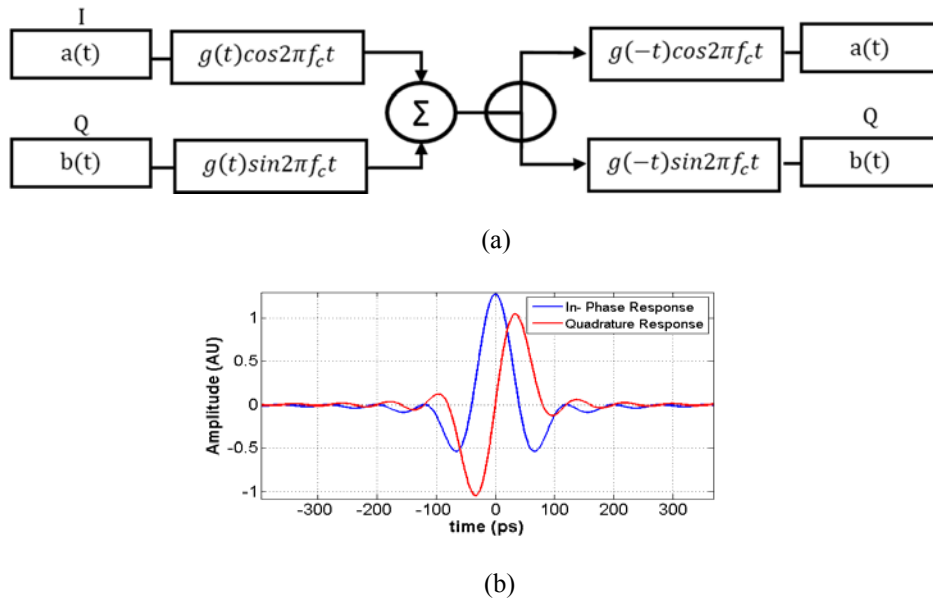 I
a(t)
g(t)cos2πf_ct
Σ
g(−t)cos2πf_ct
a(t)
Q
b(t)
g(t)sin2πf_ct
g(−t)sin2πf_ct
Q
b(t)
(a)
Amplitude (AU)
1
0.5
0
-0.5
-1
In- Phase Response
Quadrature Response
-300 -200 -100 0 100 200 300
time (ps)
(b)